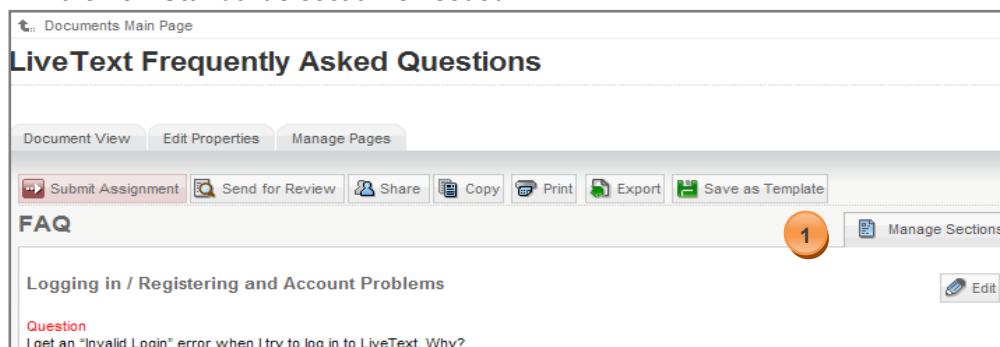 Documents Main Page
LiveText Frequently Asked Questions
Document View Edit Properties Manage Pages
Submit Assignment Send for Review Share Copy Print Export Save as Template
FAQ
1 Manage Sections
Logging in / Registering and Account Problems
Edit
Question
I get an "Invalid Login" error when I try to log in to LiveText. Why?